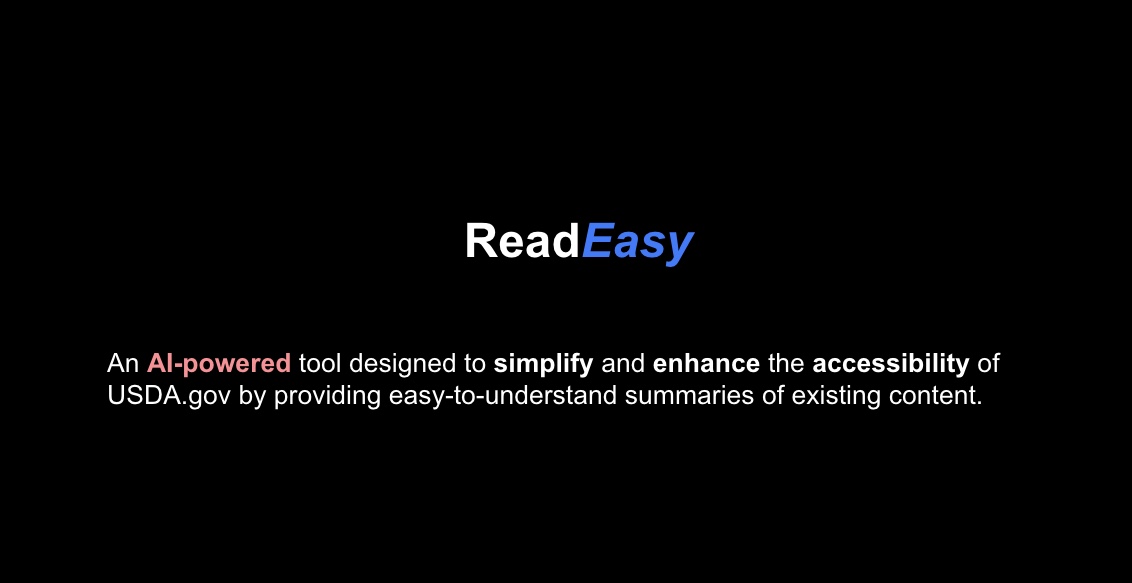 ReadEasy
An AI-powered tool designed to simplify and enhance the accessibility of
USDA.gov by providing easy-to-understand summaries of existing content.